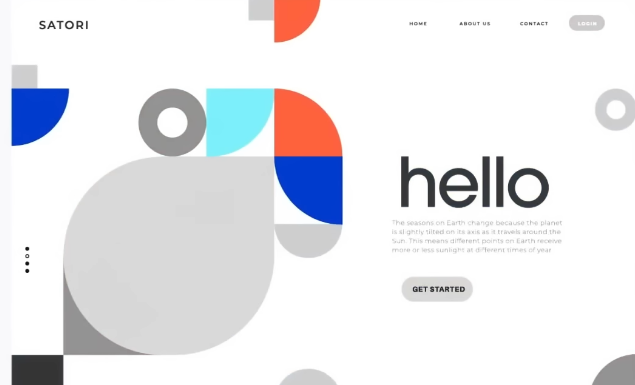 SATORI
HOME
ABOUT US
CONTACT
LOGIN
hello
The seasons on Earth change because the planet
is slightly tilted on its axis as it travels around the
Sun. This means different points on Earth receive
more or less sunlight at different times of year
GET STARTED